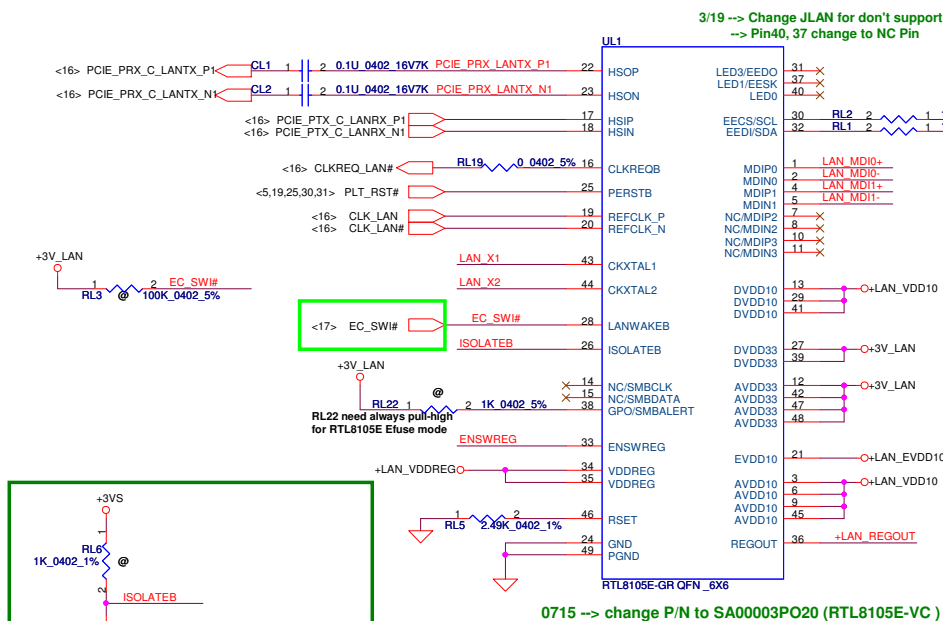 3/19 --> Change JLAN for don't support
--> Pin40, 37 change to NC Pin
UL1
<16> PCIE_PRX_C_LANTX_P1 CL1 1 2 0.1U_0402_16V7K PCIE_PRX_LANTX_P1 22 HSOP
<16> PCIE_PRX_C_LANTX_N1 CL2 1 2 0.1U_0402_16V7K PCIE_PRX_LANTX_N1 23 HSON
<16> PCIE_PTX_C_LANRX_P1 17 HSIP
<16> PCIE_PTX_C_LANRX_N1 18 HSIN
<16> CLKREQ_LAN# RL19 0_0402_5% 16 CLKREQB
<5,19,25,30,31> PLT_RST# 25 PERSTB
<16> CLK_LAN 19 REFCLK_P
<16> CLK_LAN# 20 REFCLK_N
LAN_X1 43 CKXTAL1
LAN_X2 44 CKXTAL2
+3V_LAN
1 2 EC_SWI#
RL3 @ 100K_0402_5%
<17> EC_SWI# EC_SWI# 28 LANWAKEB
ISOLATEB 26 ISOLATEB
+3V_LAN
14 NC/SMBCLK
@ 15 NC/SMBDATA
RL22 1 2 1K_0402_5% 38 GPO/SMBALERT
RL22 need always pull-high
for RTL8105E Efuse mode
ENSWREG 33 ENSWREG
+LAN_VDDREG 34 VDDREG
35 VDDREG
1 2 46 RSET
RL5 2.49K_0402_1%
24 GND
49 PGND
LED3/EEDO 31
LED1/EESK 37
LED0 40
EECS/SCL 30 RL2 2 1
EEDI/SDA 32 RL1 2 1
MDIP0 1 LAN_MDI0+
MDIN0 2 LAN_MDI0-
MDIP1 4 LAN_MDI1+
MDIN1 5 LAN_MDI1-
NC/MDIP2 7
NC/MDIN2 8
NC/MDIP3 10
NC/MDIN3 11
DVDD10 13 +LAN_VDD10
DVDD10 29
DVDD10 41
DVDD33 27 +3V_LAN
DVDD33 39
AVDD33 12 +3V_LAN
AVDD33 42
AVDD33 47
AVDD33 48
EVDD10 21 +LAN_EVDD10
AVDD10 3 +LAN_VDD10
AVDD10 6
AVDD10 9
AVDD10 45
REGOUT 36 +LAN_REGOUT
RTL8105E-GR QFN _6X6
+3VS
1
RL6
1K_0402_1% @
2
ISOLATEB
0715 --> change P/N to SA00003PO20 (RTL8105E-VC )